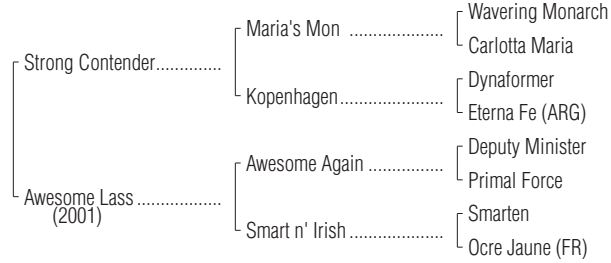 Wavering Monarch
Maria's Mon ....................
Carlotta Maria
Strong Contender..............
Dynaformer
Kopenhagen......................
Eterna Fe (ARG)
Deputy Minister
Awesome Again ................
Primal Force
Awesome Lass .................
(2001)
Smarten
Smart n' Irish ....................
Ocre Jaune (FR)